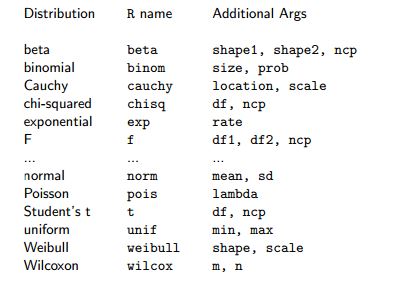 Distribution R name Additional Args
beta beta shape1, shape2, ncp
binomial binom size, prob
Cauchy cauchy location, scale
chi-squared chisq df, ncp
exponential exp rate
F f df1, df2, ncp
... ... ...
normal norm mean, sd
Poisson pois lambda
Student's t t df, ncp
uniform unif min, max
Weibull weibull shape, scale
Wilcoxon wilcox m, n